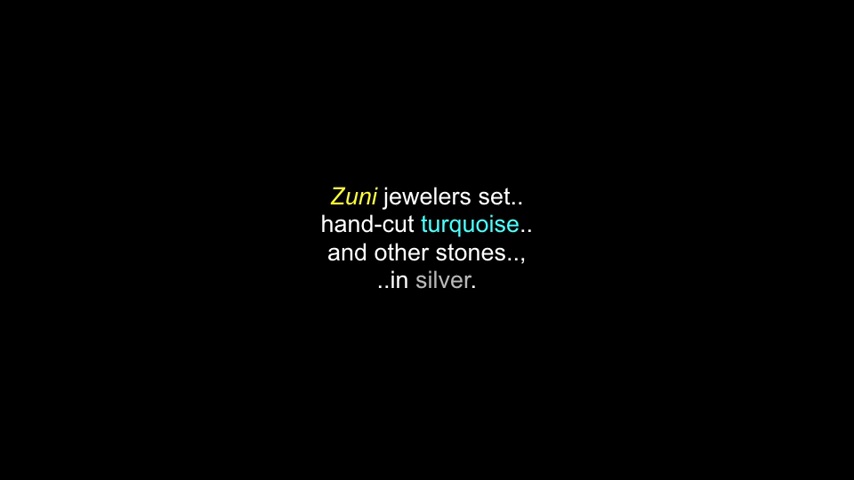 Zuni jewelers set..
hand-cut turquoise..
and other stones..,
..in silver.